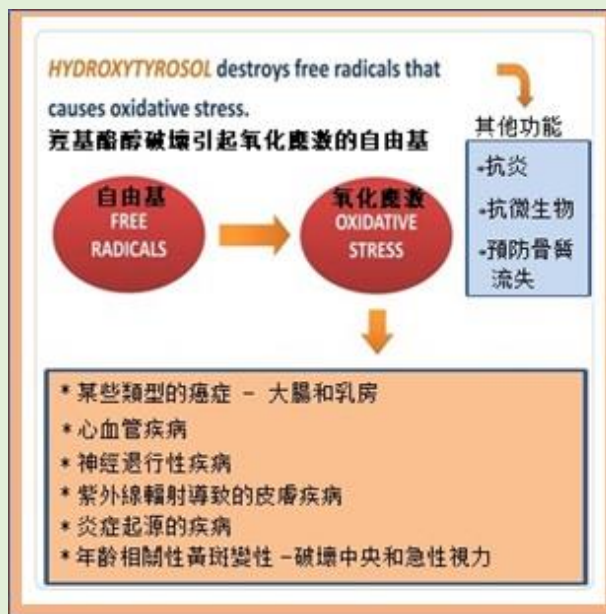 HYDROXYTYROSOL destroys free radicals that
causes oxidative stress.
羟基酪醇破壞引起氧化應激的自由基
其他功能
自由基
FREE
RADICALS
氧化應激
OXIDATIVE
STRESS
→抗炎
→抗微生物
→預防骨質
流失
* 某些類型的癌症 - 大腸和乳房
* 心血管疾病
* 神經退行性疾病
* 紫外線輻射導致的皮膚疾病
* 炎症起源的疾病
* 年齡相關性黃斑變性 -破壞中央和急性視力